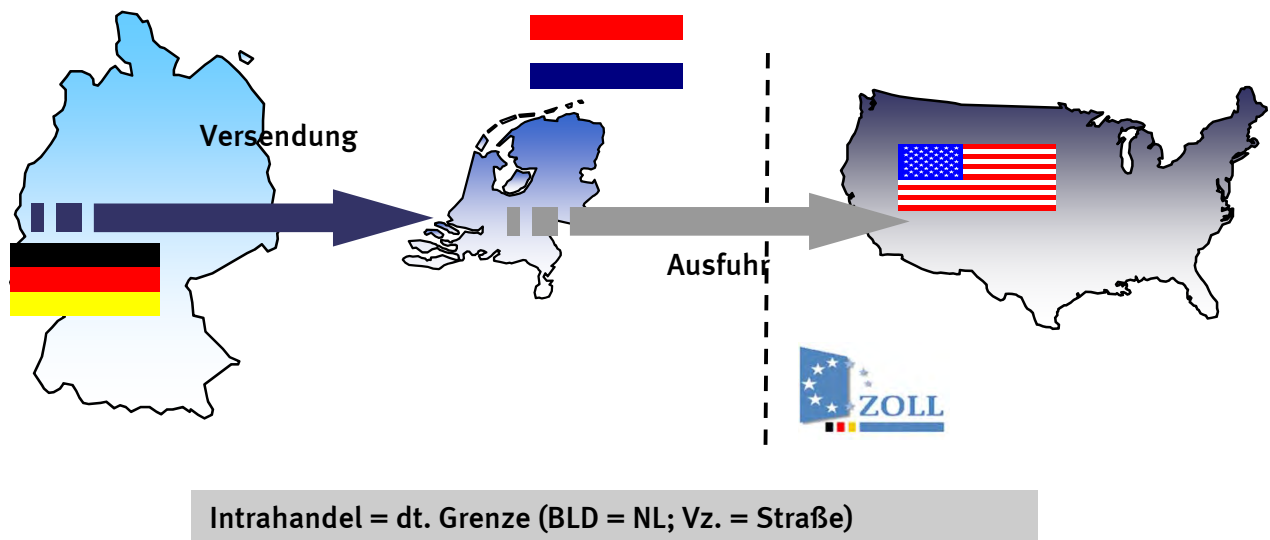 Versendung
Ausfuhr
ZOLL
Intrahandel = dt. Grenze (BLD = NL; Vz. = Straße)